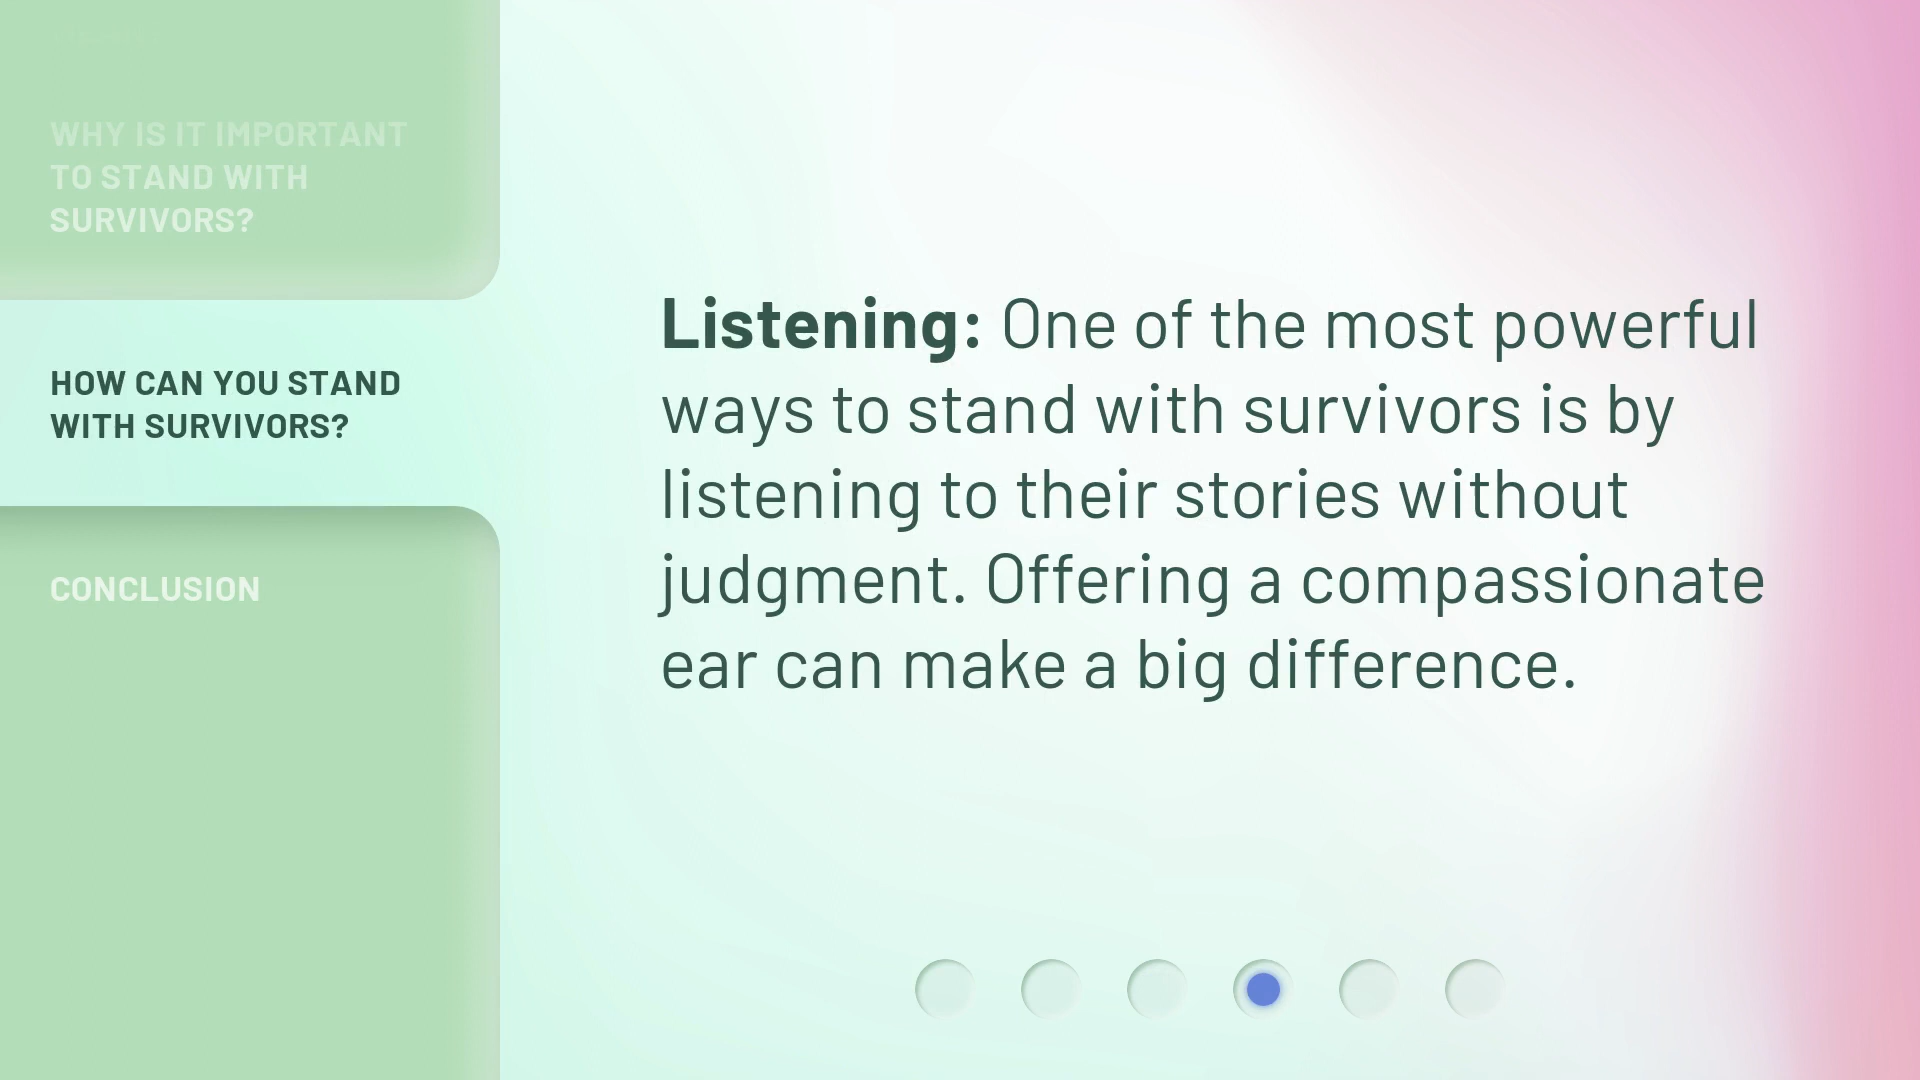 WHY IS IT IMPORTANT
TO STAND WITH
SURVIVORS?
HOW CAN YOU STAND
WITH SURVIVORS?
CONCLUSION
Listening: One of the most powerful
ways to stand with survivors is by
listening to their stories without
judgment. Offering a compassionate
ear can make a big difference.